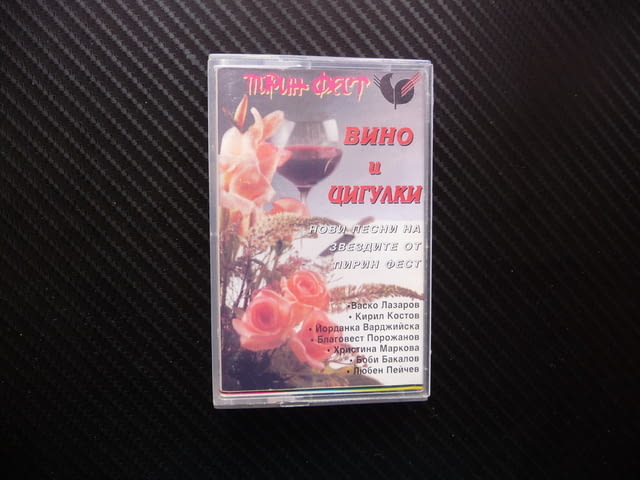 ПИРИН ФЕСТ
ВИНО
и
ЦИГУЛКИ
НОВИ ПЕСНИ НА
ЗВЕЗДИТЕ ОТ
ПИРИН ФЕСТ
•Васко Лазаров
• Кирил Костов
• Йорданка Варджийска
• Благовест Порожанов
• Христина Маркова
• Боби Бакалов
• Любен Пейчев